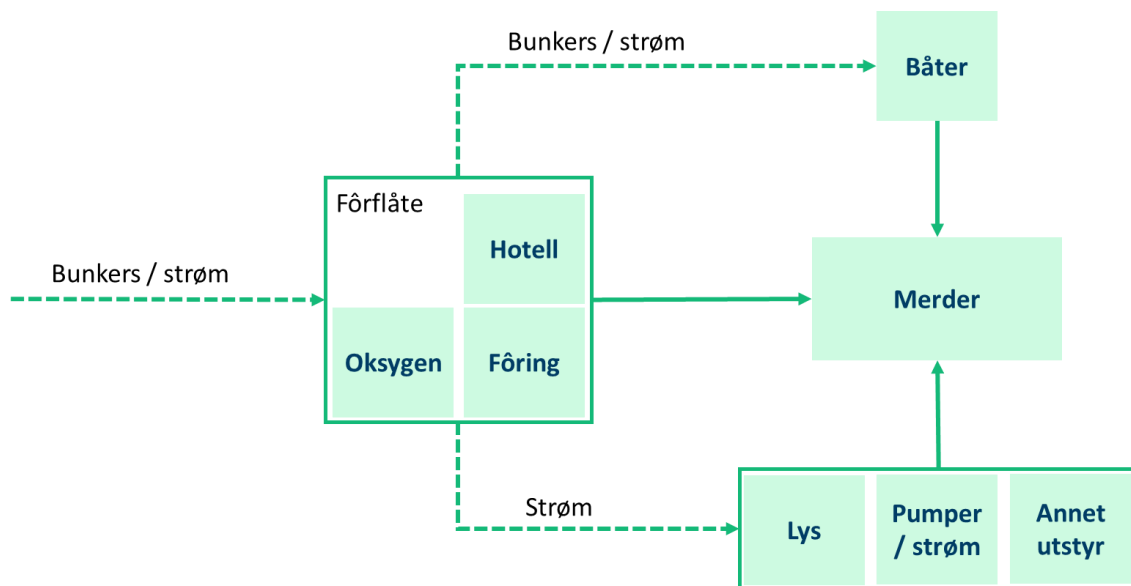 Bunkers / strøm
Båter
Fôrflåte
Hotell
Bunkers / strøm
Merder
Oksygen
Fôring
Strøm
Lys
Pumper
/ strøm
Annet
utstyr